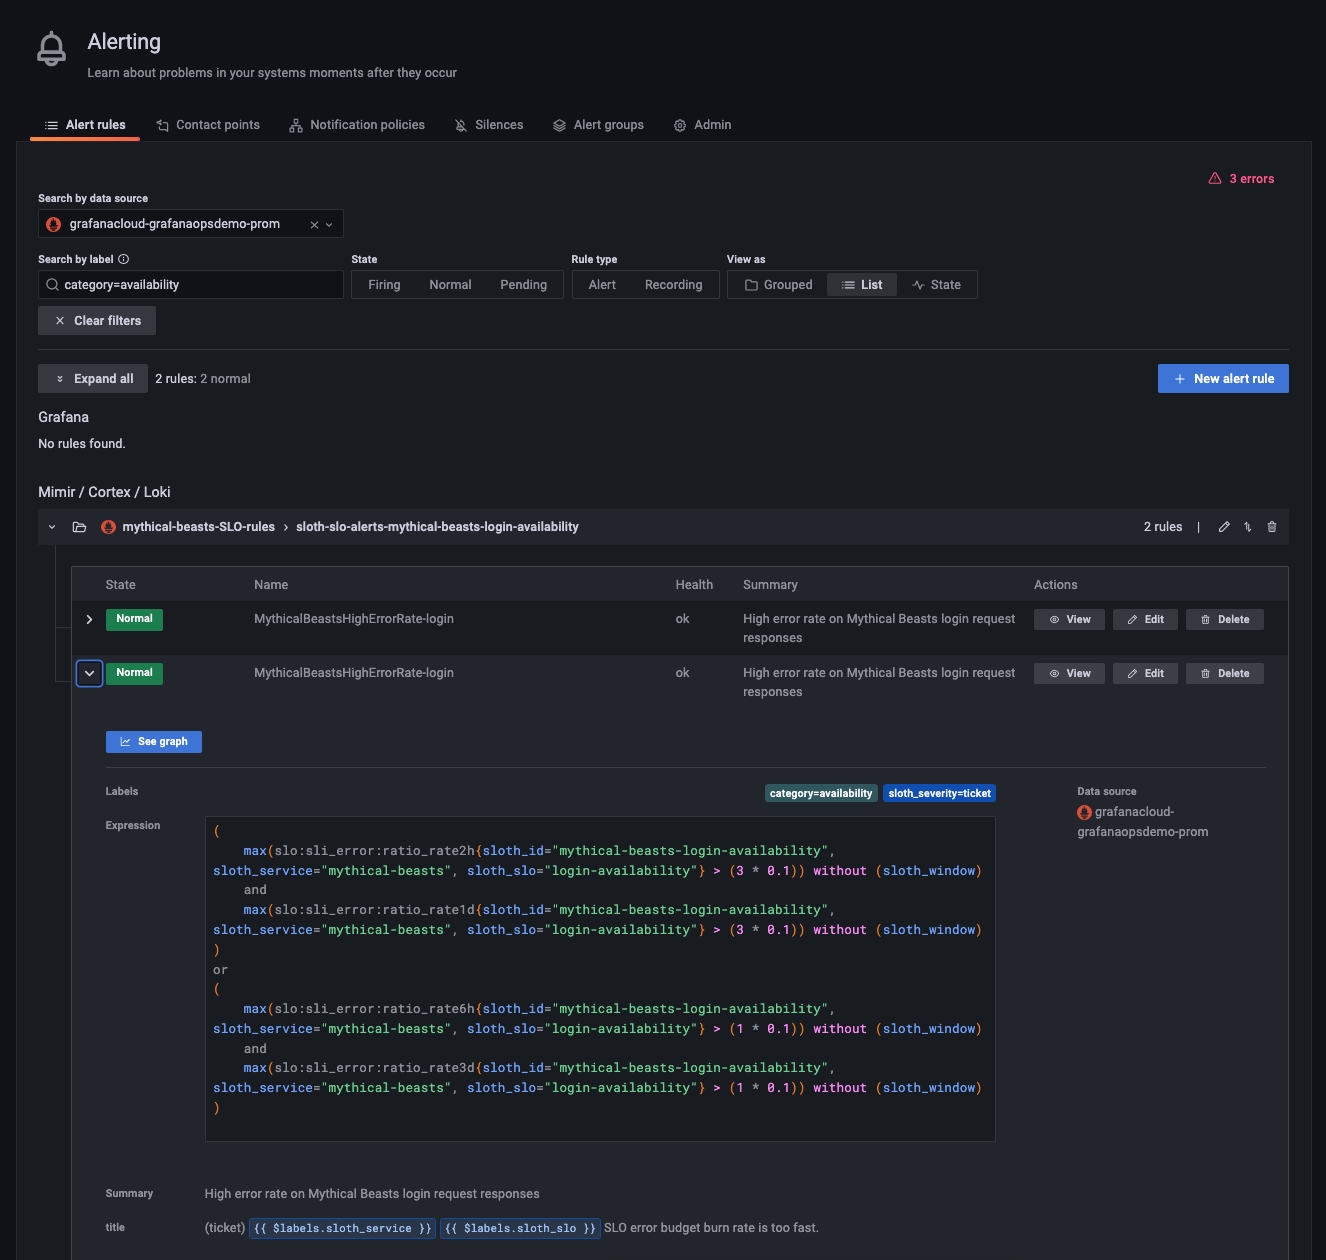 Alerting
Learn about problems in your systems moments after they occur
Alert rules Contact points Notification policies Silences Alert groups Admin
3 errors
Search by data source
grafanacloud-grafanaopsdemo-prom
Search by label State Rule type View as
category=availability Firing Normal Pending Alert Recording Grouped List State
Clear filters
Expand all 2 rules: 2 normal New alert rule
Grafana
No rules found.
Mimir / Cortex / Loki
mythical-beasts-SLO-rules > sloth-slo-alerts-mythical-beasts-login-availability 2 rules |
State Name Health Summary Actions
Normal MythicalBeastsHighErrorRate-login ok High error rate on Mythical Beasts login request View Edit Delete
responses
Normal MythicalBeastsHighErrorRate-login ok High error rate on Mythical Beasts login request View Edit Delete
responses
See graph
Labels category=availability sloth_severity=ticket Data source
grafanacloud-
grafanaopsdemo-prom
Expression
(
max(slo:sli_error:ratio_rate2h{sloth_id="mythical-beasts-login-availability",
sloth_service="mythical-beasts", sloth_slo="login-availability"} > (3 * 0.1)) without (sloth_window)
and
max(slo:sli_error:ratio_rate1d{sloth_id="mythical-beasts-login-availability",
sloth_service="mythical-beasts", sloth_slo="login-availability"} > (3 * 0.1)) without (sloth_window)
)
or
(
max(slo:sli_error:ratio_rate6h{sloth_id="mythical-beasts-login-availability",
sloth_service="mythical-beasts", sloth_slo="login-availability"} > (1 * 0.1)) without (sloth_window)
and
max(slo:sli_error:ratio_rate3d{sloth_id="mythical-beasts-login-availability",
sloth_service="mythical-beasts", sloth_slo="login-availability"} > (1 * 0.1)) without (sloth_window)
)
Summary High error rate on Mythical Beasts login request responses
title (ticket) {{ $labels.sloth_service }} {{ $labels.sloth_slo }} SLO error budget burn rate is too fast.